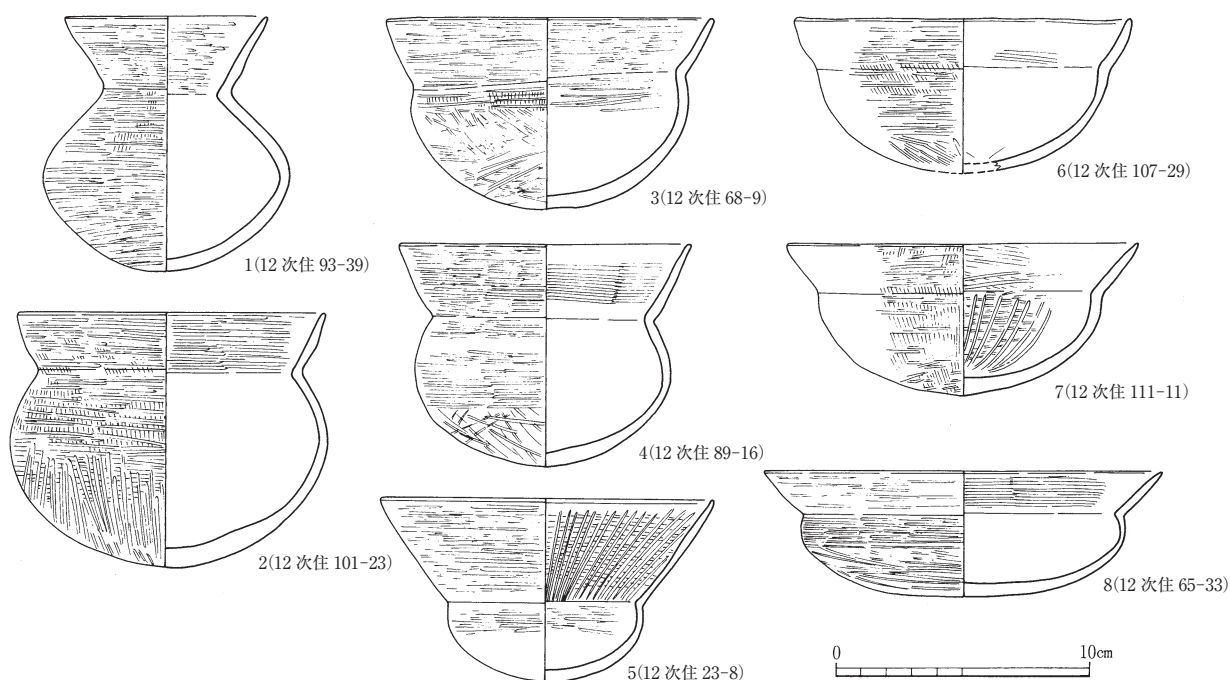 1(12 次住 93-39)
2(12 次住 101-23)
3(12 次住 68-9)
4(12 次住 89-16)
5(12 次住 23-8)
6(12 次住 107-29)
7(12 次住 111-11)
8(12 次住 65-33)
0 10cm